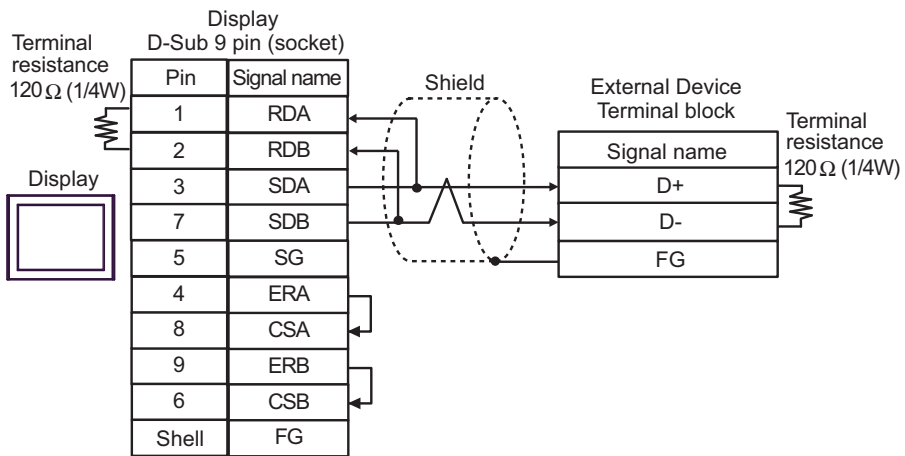 Display
D-Sub 9 pin (socket)
Terminal
resistance
120 Ω (1/4W)
Pin Signal name
1 RDA
2 RDB
3 SDA
7 SDB
5 SG
4 ERA
8 CSA
9 ERB
6 CSB
Shell FG
Display
Shield
External Device
Terminal block
Signal name
D+
D-
FG
Terminal
resistance
120 Ω (1/4W)